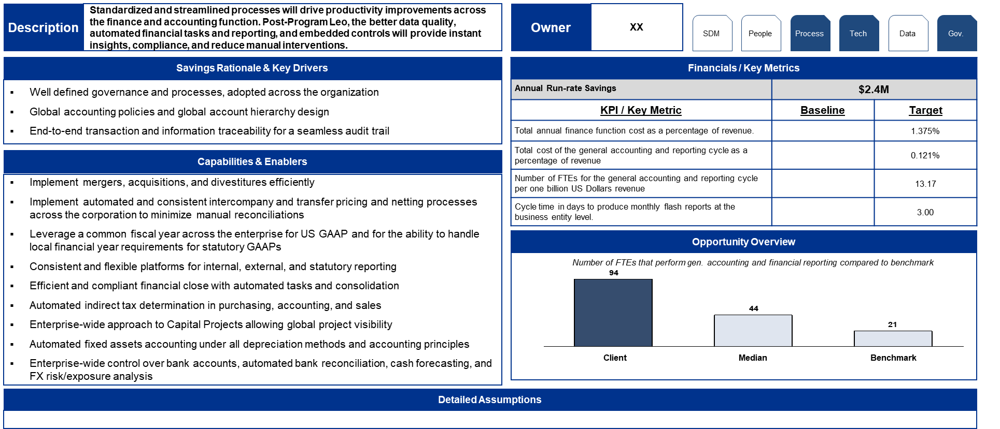 Description
Standardized and streamlined processes will drive productivity improvements across
the finance and accounting function. Post-Program Leo, the better data quality,
automated financial tasks and reporting, and embedded controls will provide instant
insights, compliance, and reduce manual interventions.
Owner
XX
SDM
People
Process
Tech
Data
Gov.
Savings Rationale & Key Drivers
▪ Well defined governance and processes, adopted across the organization
▪ Global accounting policies and global account hierarchy design
▪ End-to-end transaction and information traceability for a seamless audit trail
Capabilities & Enablers
▪ Implement mergers, acquisitions, and divestitures efficiently
▪ Implement automated and consistent intercompany and transfer pricing and netting processes
across the corporation to minimize manual reconciliations
▪ Leverage a common fiscal year across the enterprise for US GAAP and for the ability to handle
local financial year requirements for statutory GAAPs
▪ Consistent and flexible platforms for internal, external, and statutory reporting
▪ Efficient and compliant financial close with automated tasks and consolidation
▪ Automated indirect tax determination in purchasing, accounting, and sales
▪ Enterprise-wide approach to Capital Projects allowing global project visibility
▪ Automated fixed assets accounting under all depreciation methods and accounting principles
▪ Enterprise-wide control over bank accounts, automated bank reconciliation, cash forecasting, and
FX risk/exposure analysis
Financials / Key Metrics
Annual Run-rate Savings $2.4M
KPI / Key Metric Baseline Target
Total annual finance function cost as a percentage of revenue. 1.375%
Total cost of the general accounting and reporting cycle as a
percentage of revenue
0.121%
Number of FTEs for the general accounting and reporting cycle
per one billion US Dollars revenue
13.17
Cycle time in days to produce monthly flash reports at the
business entity level.
3.00
Opportunity Overview
Number of FTEs that perform gen. accounting and financial reporting compared to benchmark
94
44
21
Client Median Benchmark
Detailed Assumptions